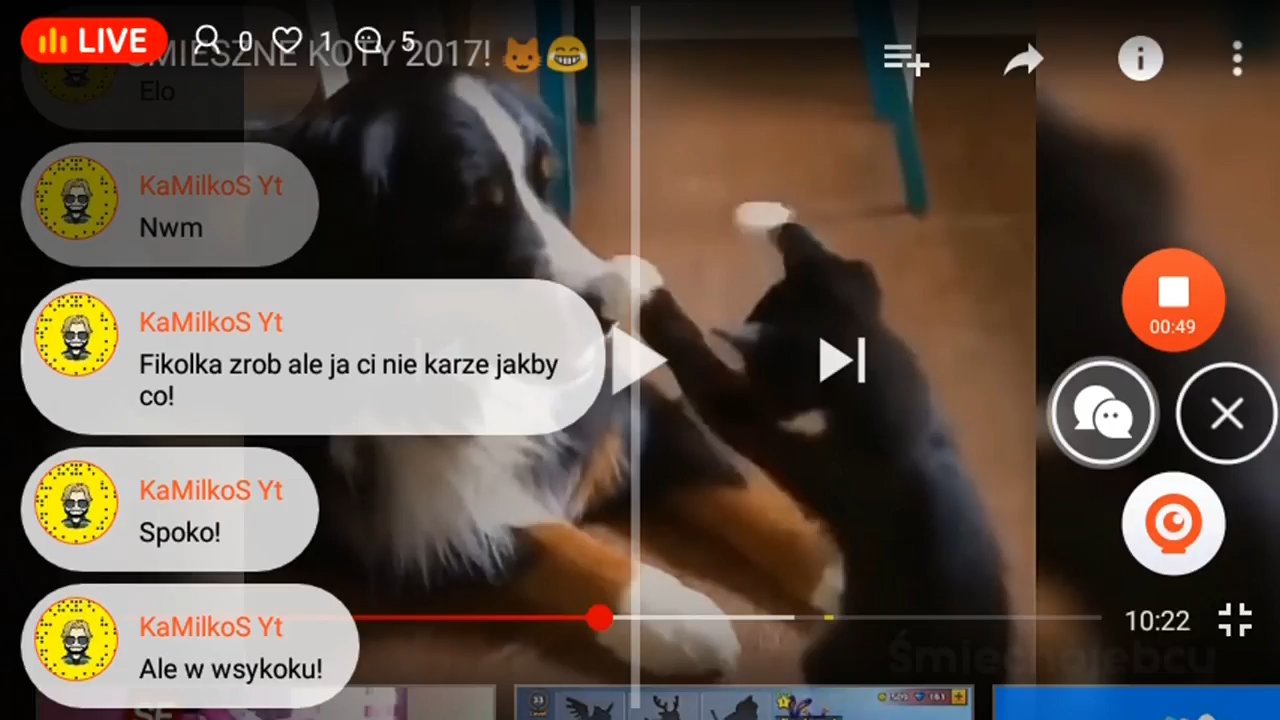 LIVE 0 1 5
ŚMIESZNE KOTY 2017! 😹😂
Elo
KaMilkoS Yt
Nwm
KaMilkoS Yt
Fikolka zrob ale ja ci nie karze jakby
co!
KaMilkoS Yt
Spoko!
KaMilkoS Yt
Ale w wsykoku!
00:49
10:22